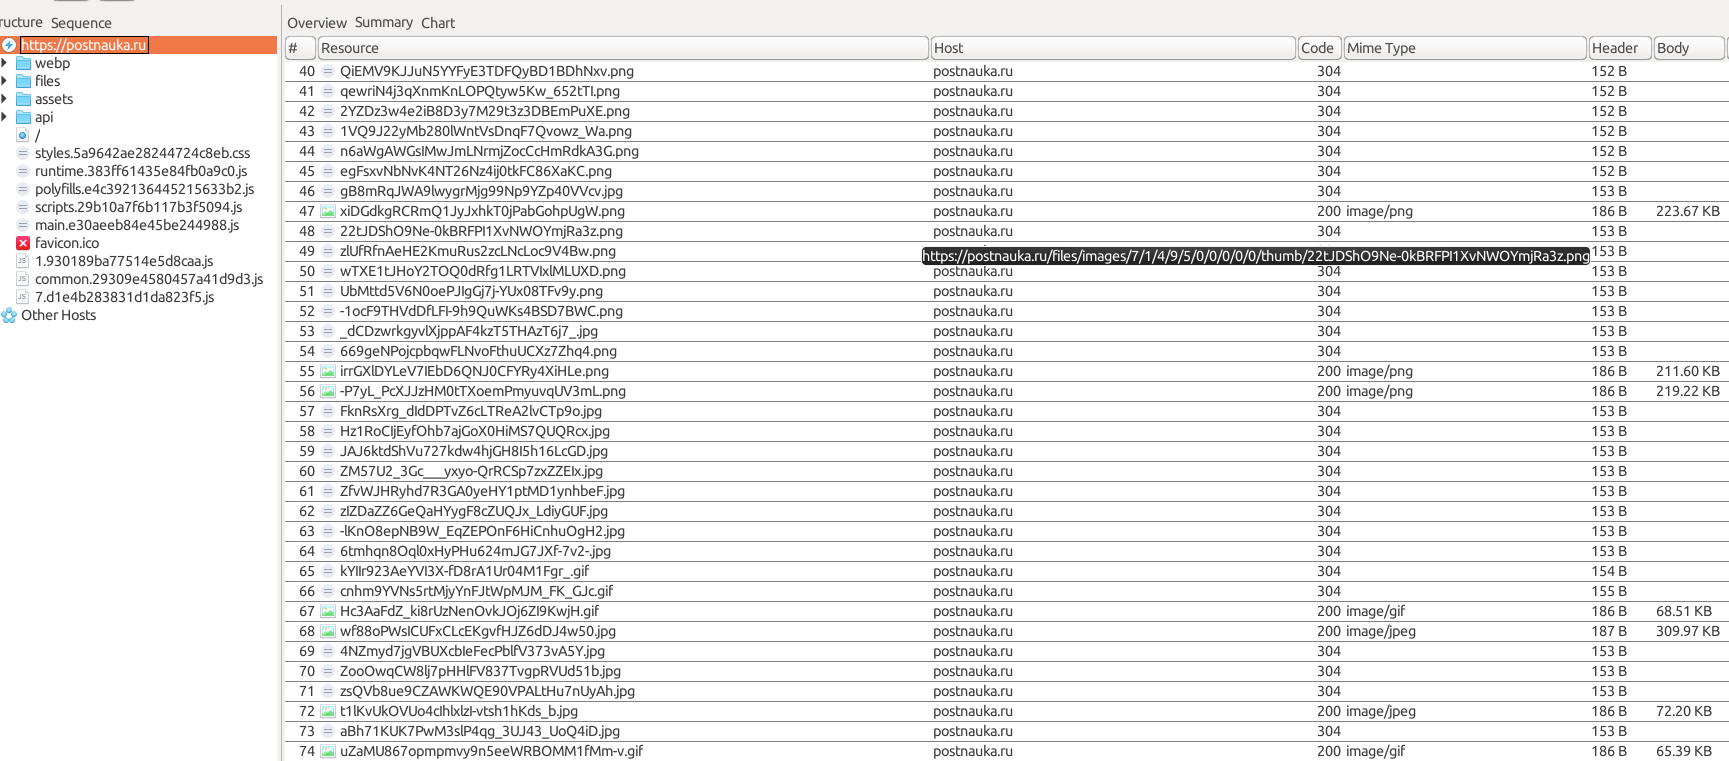 ructure Sequence
https://postnauka.ru
webp
files
assets
api
/
styles.5a9642ae28244724c8eb.css
runtime.383ff61435e84fb0a9c0.js
polyfills.e4c392136445215633b2.js
scripts.29b10a7f6b117b3f5094.js
main.e30aeeb84e45be244988.js
favicon.ico
1.930189ba77514e5d8caa.js
common.29309e4580457a41d9d3.js
7.d1e4b283831d1da823f5.js
Other Hosts
Overview Summary Chart
# Resource Host Code Mime Type Header Body
40 QiEMV9KJJuN5YYFyE3TDFQyBD1BDhNxv.png postnauka.ru 304 152 B
41 qewriN4j3qXnmKnLOPQtyw5Kw_652tTI.png postnauka.ru 304 152 B
42 2YZDz3w4e2iB8D3y7M29t3z3DBEmPuXE.png postnauka.ru 304 152 B
43 1VQ9J22yMb280lWntVsDnqF7Qvowz_Wa.png postnauka.ru 304 152 B
44 n6aWgAWGsIMwJmLNrmjZocCcHmRdkA3G.png postnauka.ru 304 152 B
45 egFsxvNbNvK4NT26Nz4ij0tkFC86XaKC.png postnauka.ru 304 152 B
46 gB8mRqJWA9lwygrMjg99Np9YZp40VVcv.jpg postnauka.ru 304 153 B
47 xiDGdkgRCRmQ1JyJxhkT0jPabGohpUgW.png postnauka.ru 200 image/png 186 B 223.67 KB
48 22tJDShO9Ne-0kBRFPI1XvNWOYmjRa3z.png postnauka.ru 304 153 B
49 zlUfRfnAeHE2KmuRus2zcLNcLoc9V4Bw.png 153 B
https://postnauka.ru/files/images/7/1/4/9/5/0/0/0/0/0/thumb/22tJDShO9Ne-0kBRFPI1XvNWOYmjRa3z.png
50 wTXE1tJHoY2TOQ0dRfg1LRTVIxlMLUXD.png postnauka.ru 304 153 B
51 UbMttd5V6N0oePJIgGj7j-YUx08TFv9y.png postnauka.ru 304 153 B
52 -1ocF9THVdDfLFI-9h9QuWKs4BSD7BWC.png postnauka.ru 304 153 B
53 _dCDzwrkgyvlXjppAF4kzT5THAzT6j7_.jpg postnauka.ru 304 153 B
54 669geNPojcpbqwFLNvoFthuUCXz7Zhq4.png postnauka.ru 304 153 B
55 irrGXlDYLeV7IEbD6QNJ0CFYRy4XiHLe.png postnauka.ru 200 image/png 186 B 211.60 KB
56 -P7yL_PcXJJzHM0tTXoemPmyuvqUV3mL.png postnauka.ru 200 image/png 186 B 219.22 KB
57 FknRsXrg_dIdDPTvZ6cLTReA2lvCTp9o.jpg postnauka.ru 304 153 B
58 Hz1RoCIjEyfOhb7ajGoX0HiMS7QUQRcx.jpg postnauka.ru 304 153 B
59 JAJ6ktdShVu727kdw4hjGH8I5h16LcGD.jpg postnauka.ru 304 153 B
60 ZM57U2_3Gc___yxyo-QrRCSp7zxZZEIx.jpg postnauka.ru 304 153 B
61 ZfvWJHRyhd7R3GA0yeHY1ptMD1ynhbeF.jpg postnauka.ru 304 153 B
62 zIZDaZZ6GeQaHYygF8cZUQJx_LdiyGUF.jpg postnauka.ru 304 153 B
63 -lKnO8epNB9W_EqZEPOnF6HiCnhuOgH2.jpg postnauka.ru 304 153 B
64 6tmhqn8Oql0xHyPHu624mJG7JXf-7v2-.jpg postnauka.ru 304 153 B
65 kYIIr923AeYVI3X-fD8rA1Ur04M1Fgr_.gif postnauka.ru 304 154 B
66 cnhm9YVNs5rtMjyYnFJtWpMJM_FK_GJc.gif postnauka.ru 304 155 B
67 Hc3AaFdZ_ki8rUzNenOvkJOj6ZI9KwjH.gif postnauka.ru 200 image/gif 186 B 68.51 KB
68 wf88oPWsICUFxCLcEKgvfHJZ6dDJ4w50.jpg postnauka.ru 200 image/jpeg 187 B 309.97 KB
69 4NZmyd7jgVBUXcbIeFecPblfV373vA5Y.jpg postnauka.ru 304 153 B
70 ZooOwqCW8lj7pHHlFV837TvgpRVUd51b.jpg postnauka.ru 304 153 B
71 zsQVb8ue9CZAWKWQE90VPALtHu7nUyAh.jpg postnauka.ru 304 153 B
72 t1lKvUkOVUo4cIhlxlzI-vtsh1hKds_b.jpg postnauka.ru 200 image/jpeg 186 B 72.20 KB
73 aBh71KUK7PwM3slP4qg_3UJ43_UoQ4iD.jpg postnauka.ru 304 153 B
74 uZaMU867opmpmvy9n5eeWRBOMM1fMm-v.gif postnauka.ru 200 image/gif 186 B 65.39 KB